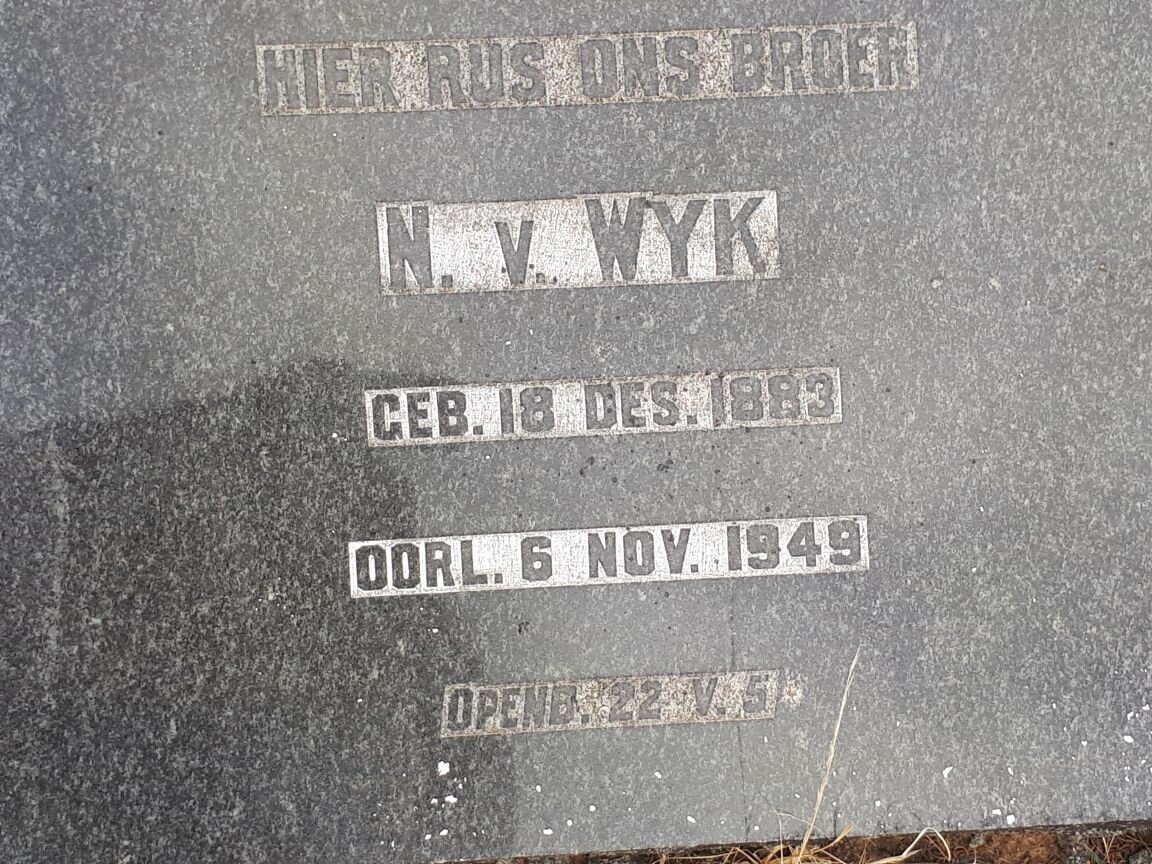 HIER RUS ONS BROER
N. v. WYK
GEB. 18 DES. 1883
OORL. 6 NOV. 1949
OPENB. 22 V. 5